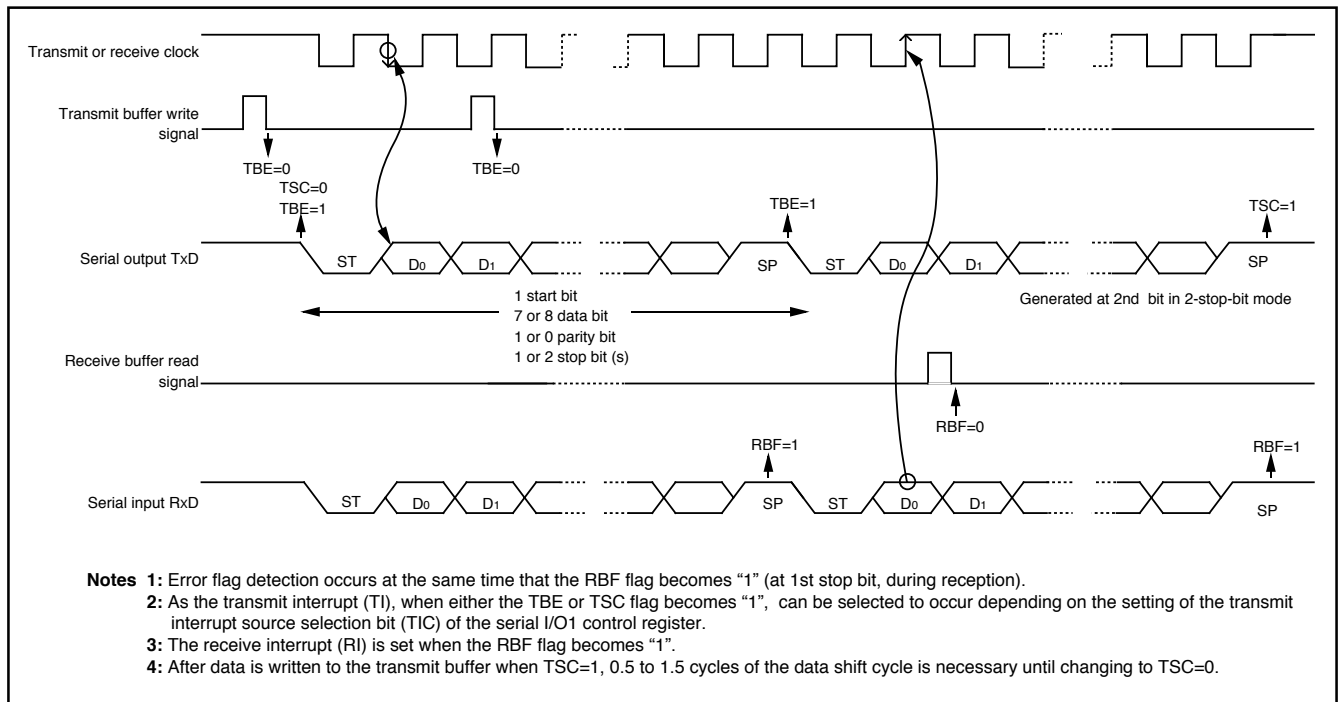 Transmit or receive clock
Transmit buffer write
signal
TBE=0
TBE=0
TSC=0
TBE=1
TBE=1
TSC=1
Serial output TxD
ST
D0
D1
SP
ST
D0
D1
SP
1 start bit
7 or 8 data bit
1 or 0 parity bit
1 or 2 stop bit (s)
Generated at 2nd bit in 2-stop-bit mode
Receive buffer read
signal
RBF=0
RBF=1
RBF=1
Serial input RxD
ST
D0
D1
SP
ST
D0
D1
SP
Notes 1: Error flag detection occurs at the same time that the RBF flag becomes “1” (at 1st stop bit, during reception).
2: As the transmit interrupt (TI), when either the TBE or TSC flag becomes “1”, can be selected to occur depending on the setting of the transmit
interrupt source selection bit (TIC) of the serial I/O1 control register.
3: The receive interrupt (RI) is set when the RBF flag becomes “1”.
4: After data is written to the transmit buffer when TSC=1, 0.5 to 1.5 cycles of the data shift cycle is necessary until changing to TSC=0.